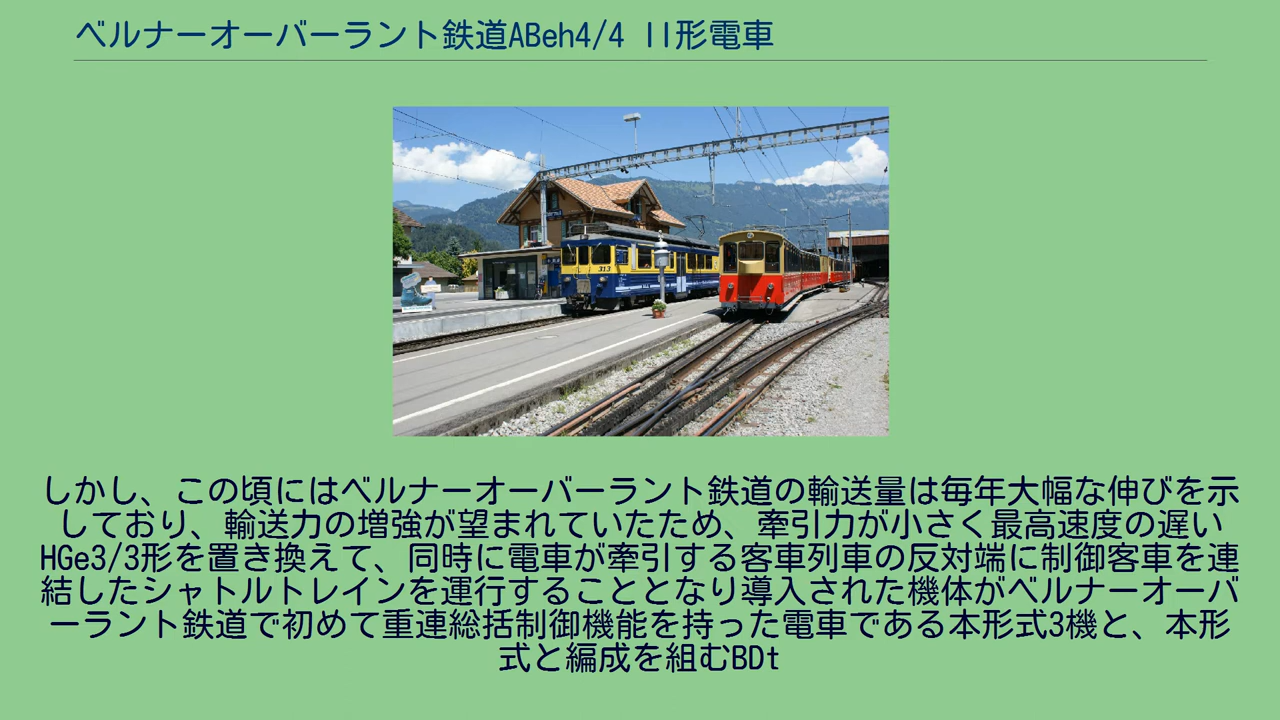 ベルナーオーバーラント鉄道ABeh4/4 II形電車
313
しかし、この頃にはベルナーオーバーラント鉄道の輸送量は毎年大幅な伸びを示
しており、輸送力の増強が望まれていたため、牽引力が小さく最高速度の遅い
HGe3/3形を置き換えて、同時に電車が牽引する客車列車の反対端に制御客車を連
結したシャトルトレインを運行することとなり導入された機体がベルナーオーバ
ーラント鉄道で初めて重連総括制御機能を持った電車である本形式3機と、本形
式と編成を組むBDt